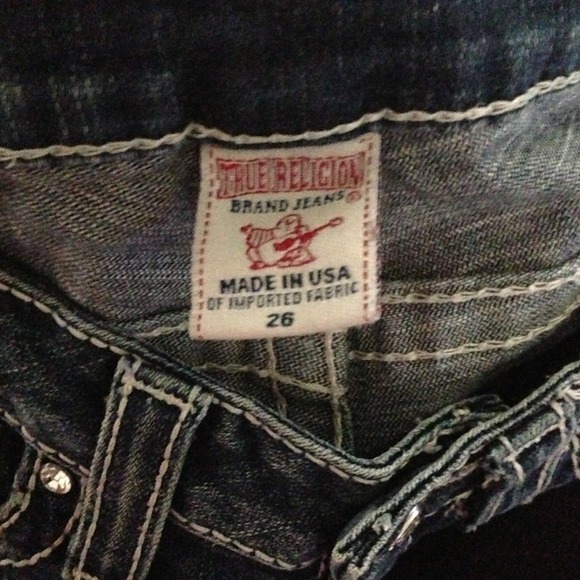 TRUE RELIGION
BRAND JEANS®
MADE IN USA
OF IMPORTED FABRIC
26